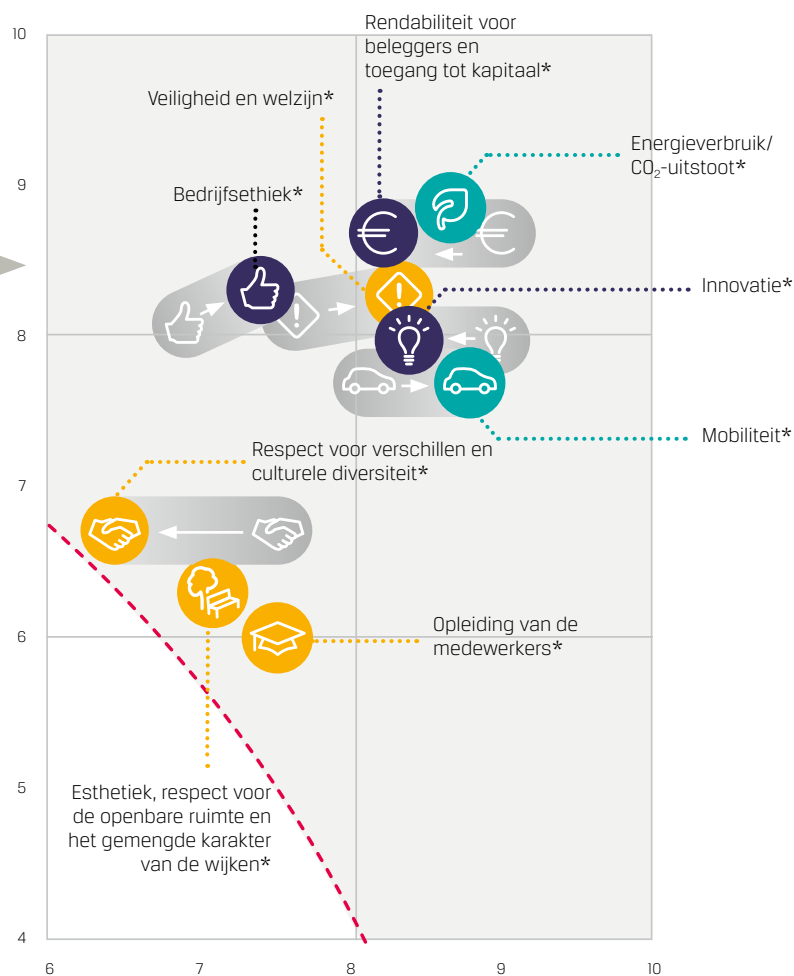 10
Rendabiliteit voor
beleggers en
toegang tot kapitaal*
Veiligheid en welzijn*
Energieverbruik/
CO₂-uitstoot*
9
Bedrijfsethiek*
Innovatie*
8
Mobiliteit*
Respect voor verschillen en
culturele diversiteit*
7
6
Opleiding van de
medewerkers*
5
Esthetiek, respect voor
de openbare ruimte en
het gemengde karakter
van de wijken*
4
6 7 8 9 10